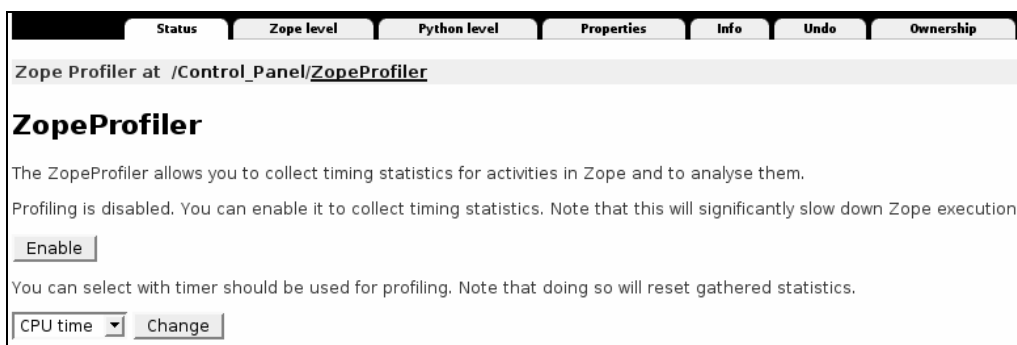 Status Zope level Python level Properties Info Undo Ownership
Zope Profiler at /Control_Panel/ZopeProfiler
ZopeProfiler
The ZopeProfiler allows you to collect timing statistics for activities in Zope and to analyse them.
Profiling is disabled. You can enable it to collect timing statistics. Note that this will significantly slow down Zope execution
Enable
You can select with timer should be used for profiling. Note that doing so will reset gathered statistics.
CPU time Change